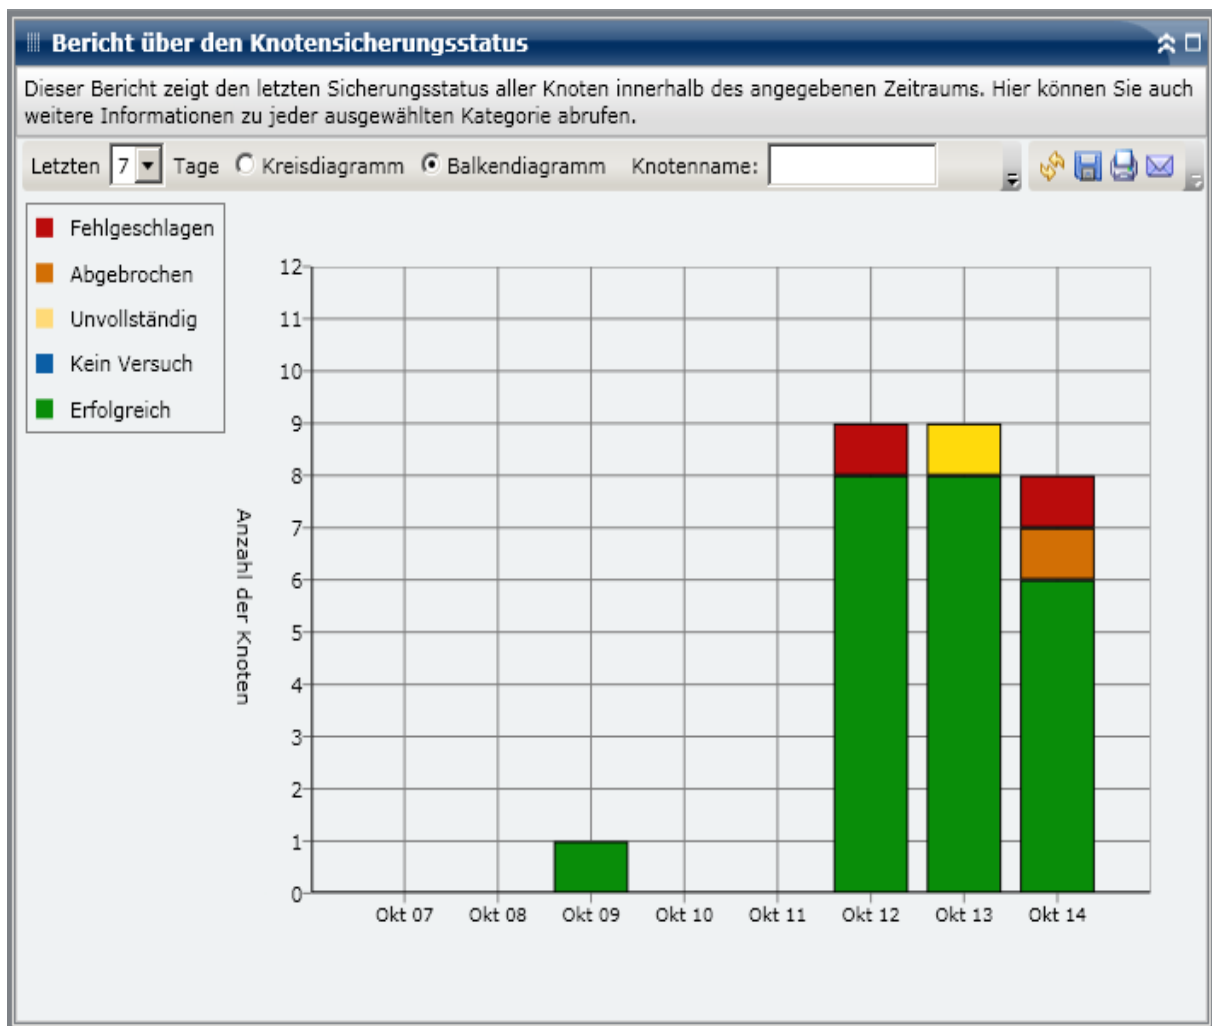 Bericht über den Knotensicherungsstatus
Dieser Bericht zeigt den letzten Sicherungsstatus aller Knoten innerhalb des angegebenen Zeitraums. Hier können Sie auch
weitere Informationen zu jeder ausgewählten Kategorie abrufen.
Letzten 7 Tage Kreisdiagramm Balkendiagramm Knotenname:
Fehlgeschlagen
Abgebrochen
Unvollständig
Kein Versuch
Erfolgreich
Anzahl der Knoten
12
11
10
9
8
7
6
5
4
3
2
1
0
Okt 07 Okt 08 Okt 09 Okt 10 Okt 11 Okt 12 Okt 13 Okt 14